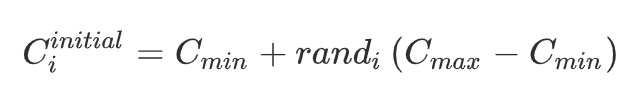 $C_i^{initial} = C_{min} + rand_i \, (C_{max} - C_{min})$